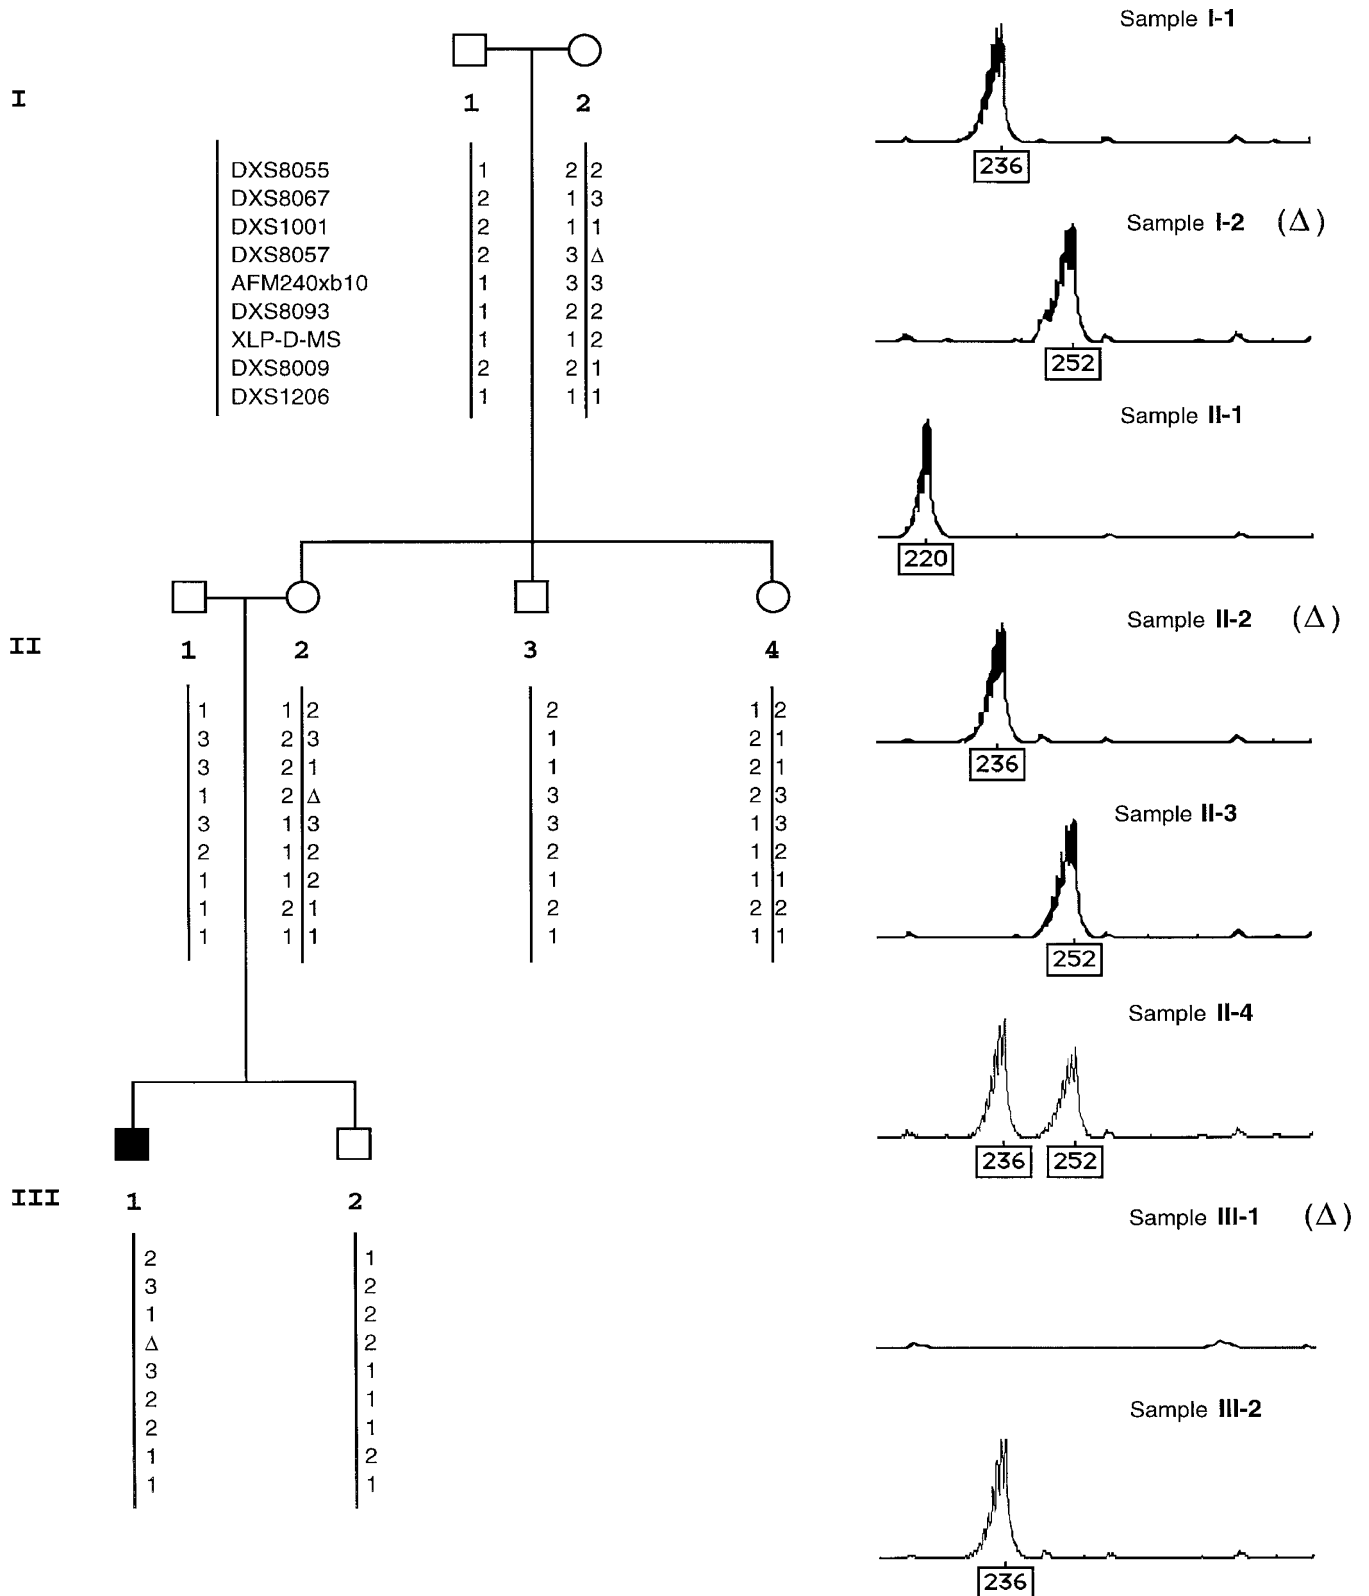 Sample I-1
I
1 2
236
DXS8055 1 2 2
DXS8067 2 1 3
DXS1001 2 1 1
DXS8057 2 3 Δ
AFM240xb10 1 3 3
DXS8093 1 2 2
XLP-D-MS 1 1 2
DXS8009 2 2 1
DXS1206 1 1 1
Sample I-2 (Δ)
252
Sample II-1
220
II
1 2 3 4
1 1 2 2 1 2
3 2 3 1 2 1
3 2 1 1 2 1
1 2 Δ 3 2 3
3 1 3 3 1 3
2 1 2 2 1 2
1 1 2 1 1 1
1 2 1 2 2 2
1 1 1 1 1 1
Sample II-2 (Δ)
236
Sample II-3
252
Sample II-4
236 252
III
1 2
2 1
3 2
1 2
Δ 2
3 1
2 1
2 1
1 2
1 1
Sample III-1 (Δ)
Sample III-2
236